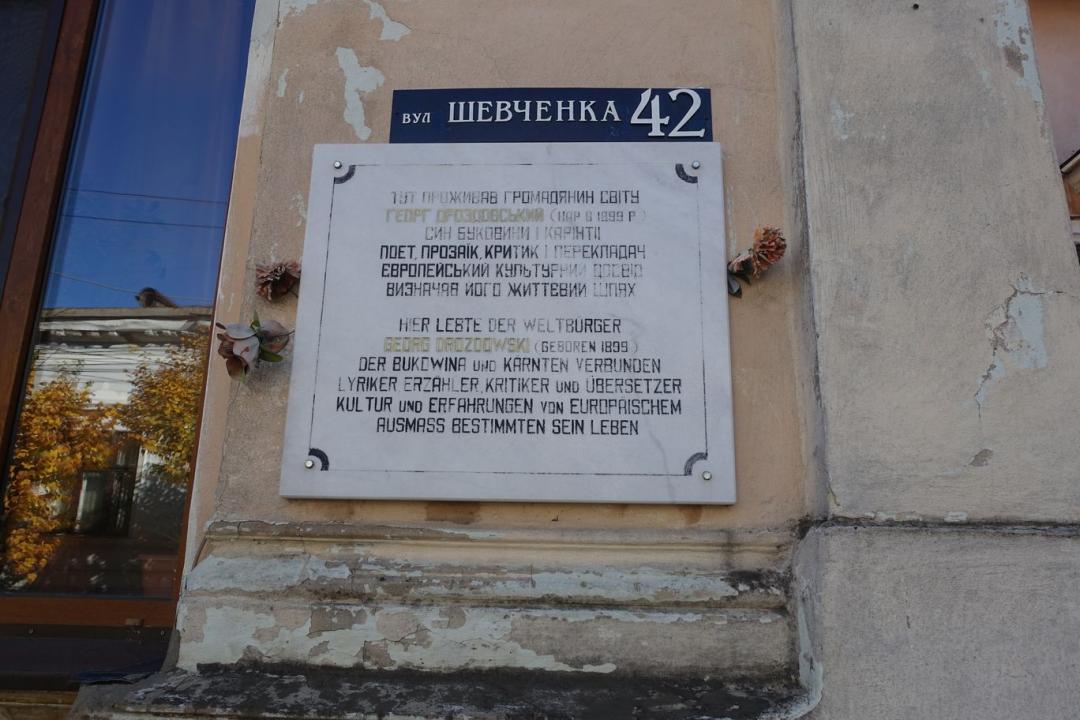 вул ШЕВЧЕНКА 42
ТУТ ПРОЖИВАВ ГРОМАДЯНИН СВІТУ
ГЕОРГ ДРОЗДОВСЬКИЙ (НАР В 1899 Р.)
СИН БУКОВИНИ І КАРІНТІЇ
ПОЕТ, ПРОЗАЇК, КРИТИК І ПЕРЕКЛАДАЧ
ЄВРОПЕЙСЬКИЙ КУЛЬТУРНИЙ ДОСВІД
ВИЗНАЧАВ ЙОГО ЖИТТЄВИЙ ШЛЯХ
HIER LEBTE DER WELTBÜRGER
GEORG DROZDOWSKI (GEBOREN 1899)
DER BUKOWINA UND KÄRNTEN VERBUNDEN
LYRIKER ERZÄHLER, KRITIKER UND ÜBERSETZER
KULTUR UND ERFAHRUNGEN VON EUROPÄISCHEM
AUSMASS BESTIMMTEN SEIN LEBEN